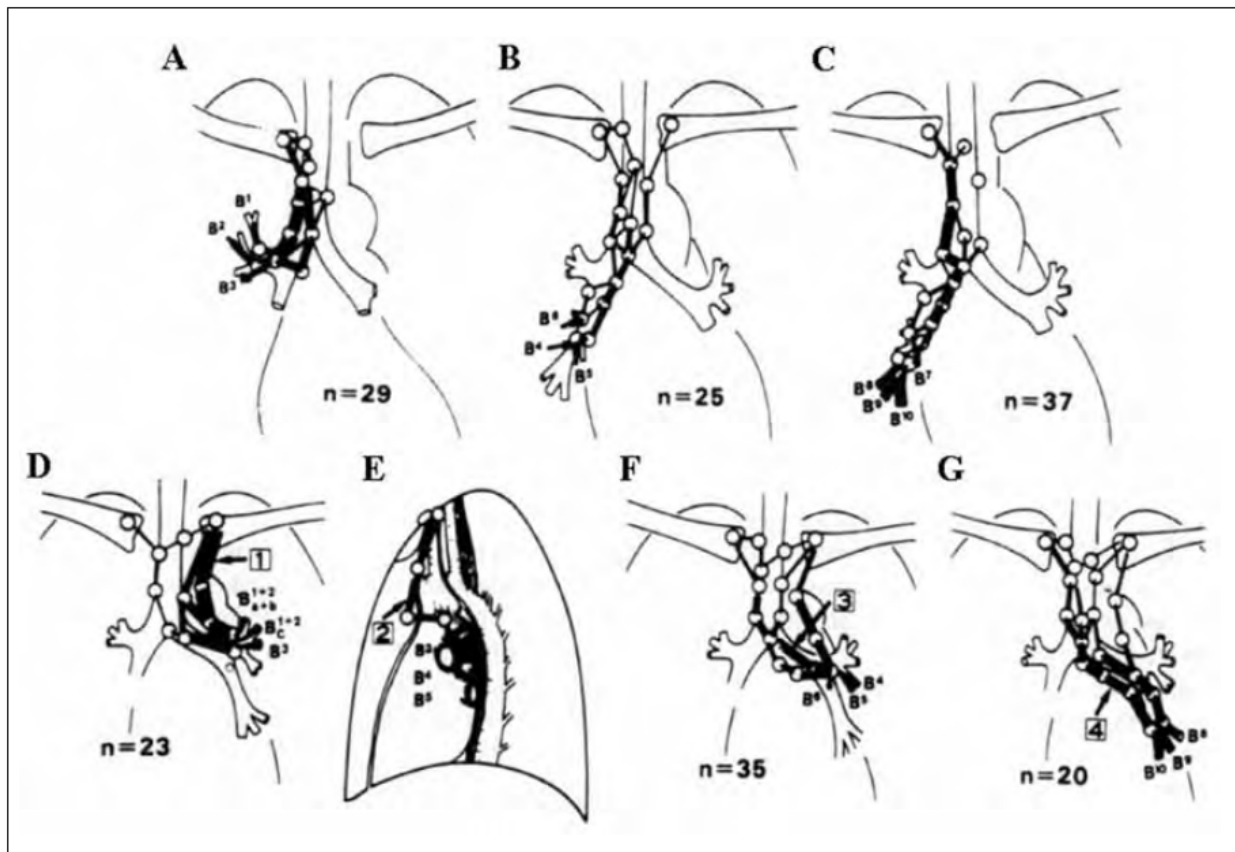 A
B¹
B²
B³
n=29
B
B⁶
B⁴
B⁵
n=25
C
B⁷
B⁸
B⁹
B¹⁰
n=37
D
1
B¹⁺² a+b
B¹⁺² C
B³
n=23
E
2
B³
B⁴
B⁵
F
3
B⁶
B⁴
B⁵
n=35
G
4
B⁸
B⁹
B¹⁰
n=20